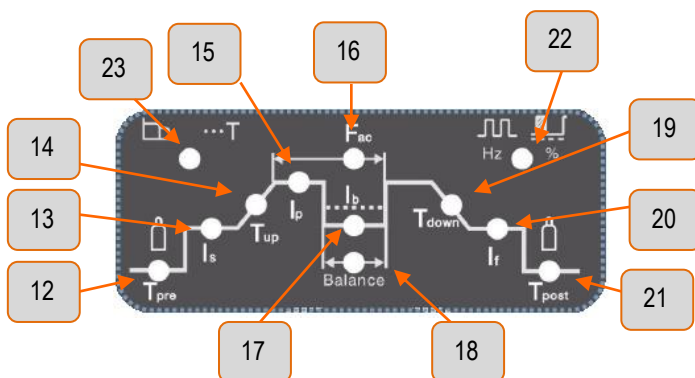 16
15
22
23
···T
Fac
Hz %
19
14
Ip
Ib
13
20
Is
Tup
Tdown
If
12
Tpre
Balance
Tpost
21
17
18